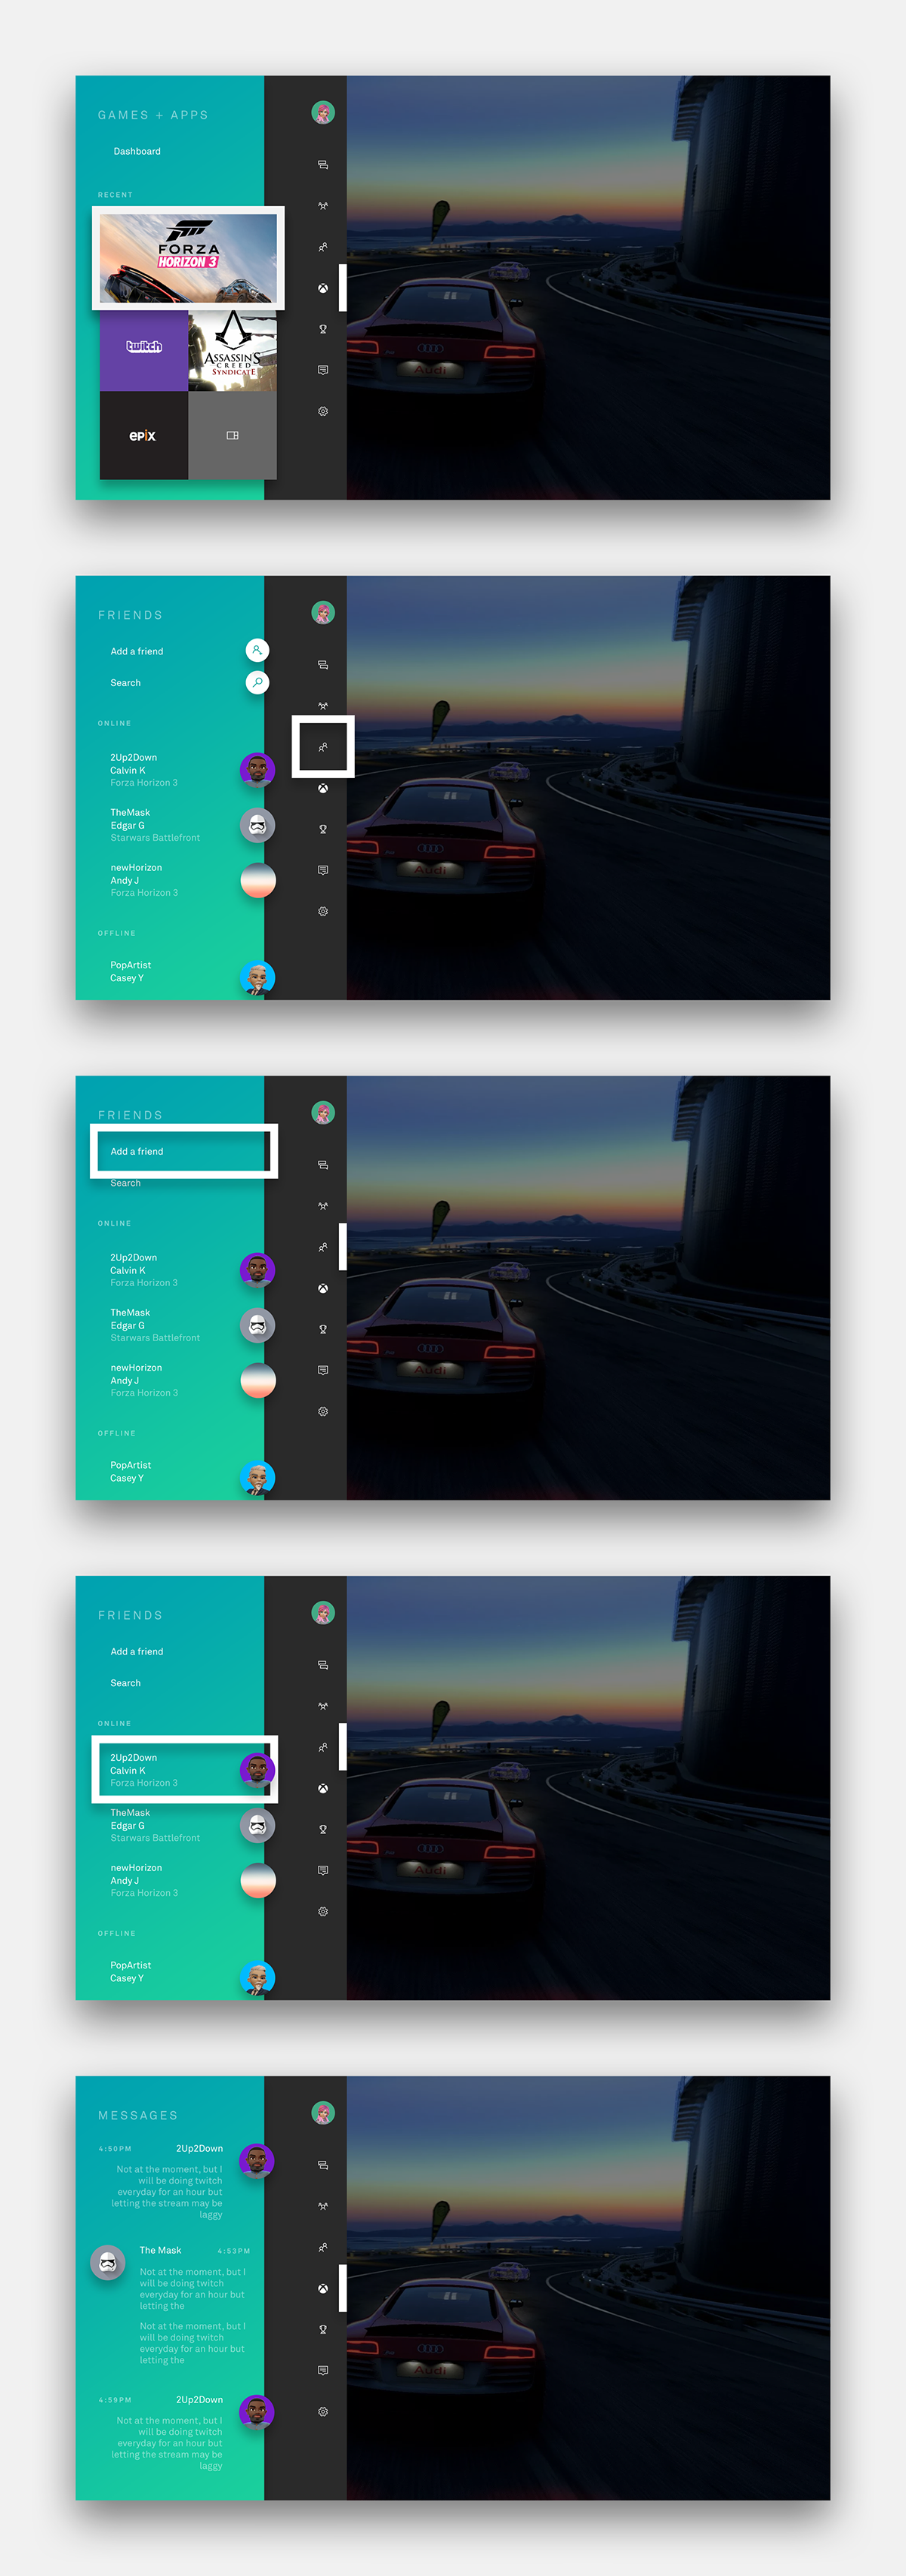 GAMES + APPS
Dashboard
RECENT
FORZA
HORIZON 3
twitch
ASSASSIN'S
CREED
SYNDICATE
epix
Audi
FRIENDS
Add a friend
Search
ONLINE
2Up2Down
Calvin K
Forza Horizon 3
TheMask
Edgar G
Starwars Battlefront
newHorizon
Andy J
Forza Horizon 3
OFFLINE
PopArtist
Casey Y
Audi
FRIENDS
Add a friend
Search
ONLINE
2Up2Down
Calvin K
Forza Horizon 3
TheMask
Edgar G
Starwars Battlefront
newHorizon
Andy J
Forza Horizon 3
OFFLINE
PopArtist
Casey Y
Audi
FRIENDS
Add a friend
Search
ONLINE
2Up2Down
Calvin K
Forza Horizon 3
TheMask
Edgar G
Starwars Battlefront
newHorizon
Andy J
Forza Horizon 3
OFFLINE
PopArtist
Casey Y
Audi
MESSAGES
4:50PM 2Up2Down
Not at the moment, but I
will be doing twitch
everyday for an hour but
letting the stream may be
laggy
The Mask 4:53PM
Not at the moment, but I
will be doing twitch
everyday for an hour but
letting the
Not at the moment, but I
will be doing twitch
everyday for an hour but
letting the
4:59PM 2Up2Down
Not at the moment, but I
will be doing twitch
everyday for an hour but
letting the stream may be
laggy
Audi